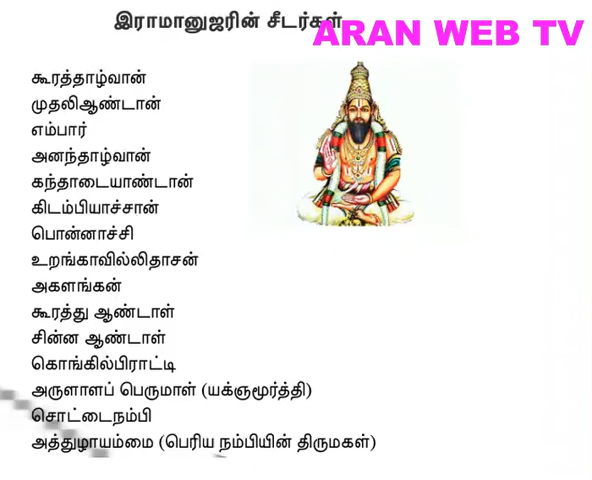 இராமானுஜரின் சீடர்கள்
ARAN WEB TV
கூரத்தாழ்வான்
முதலிஆண்டான்
எம்பார்
அனந்தாழ்வான்
கந்தாடையாண்டான்
கிடம்பியாச்சான்
பொன்னாச்சி
உறங்காவில்லிதாசன்
அகளங்கன்
கூரத்து ஆண்டாள்
சின்ன ஆண்டாள்
கொங்கில்பிராட்டி
அருளாளப் பெருமாள் (யக்ஞமூர்த்தி)
சொட்டைநம்பி
அத்துழாயம்மை (பெரிய நம்பியின் திருமகள்)